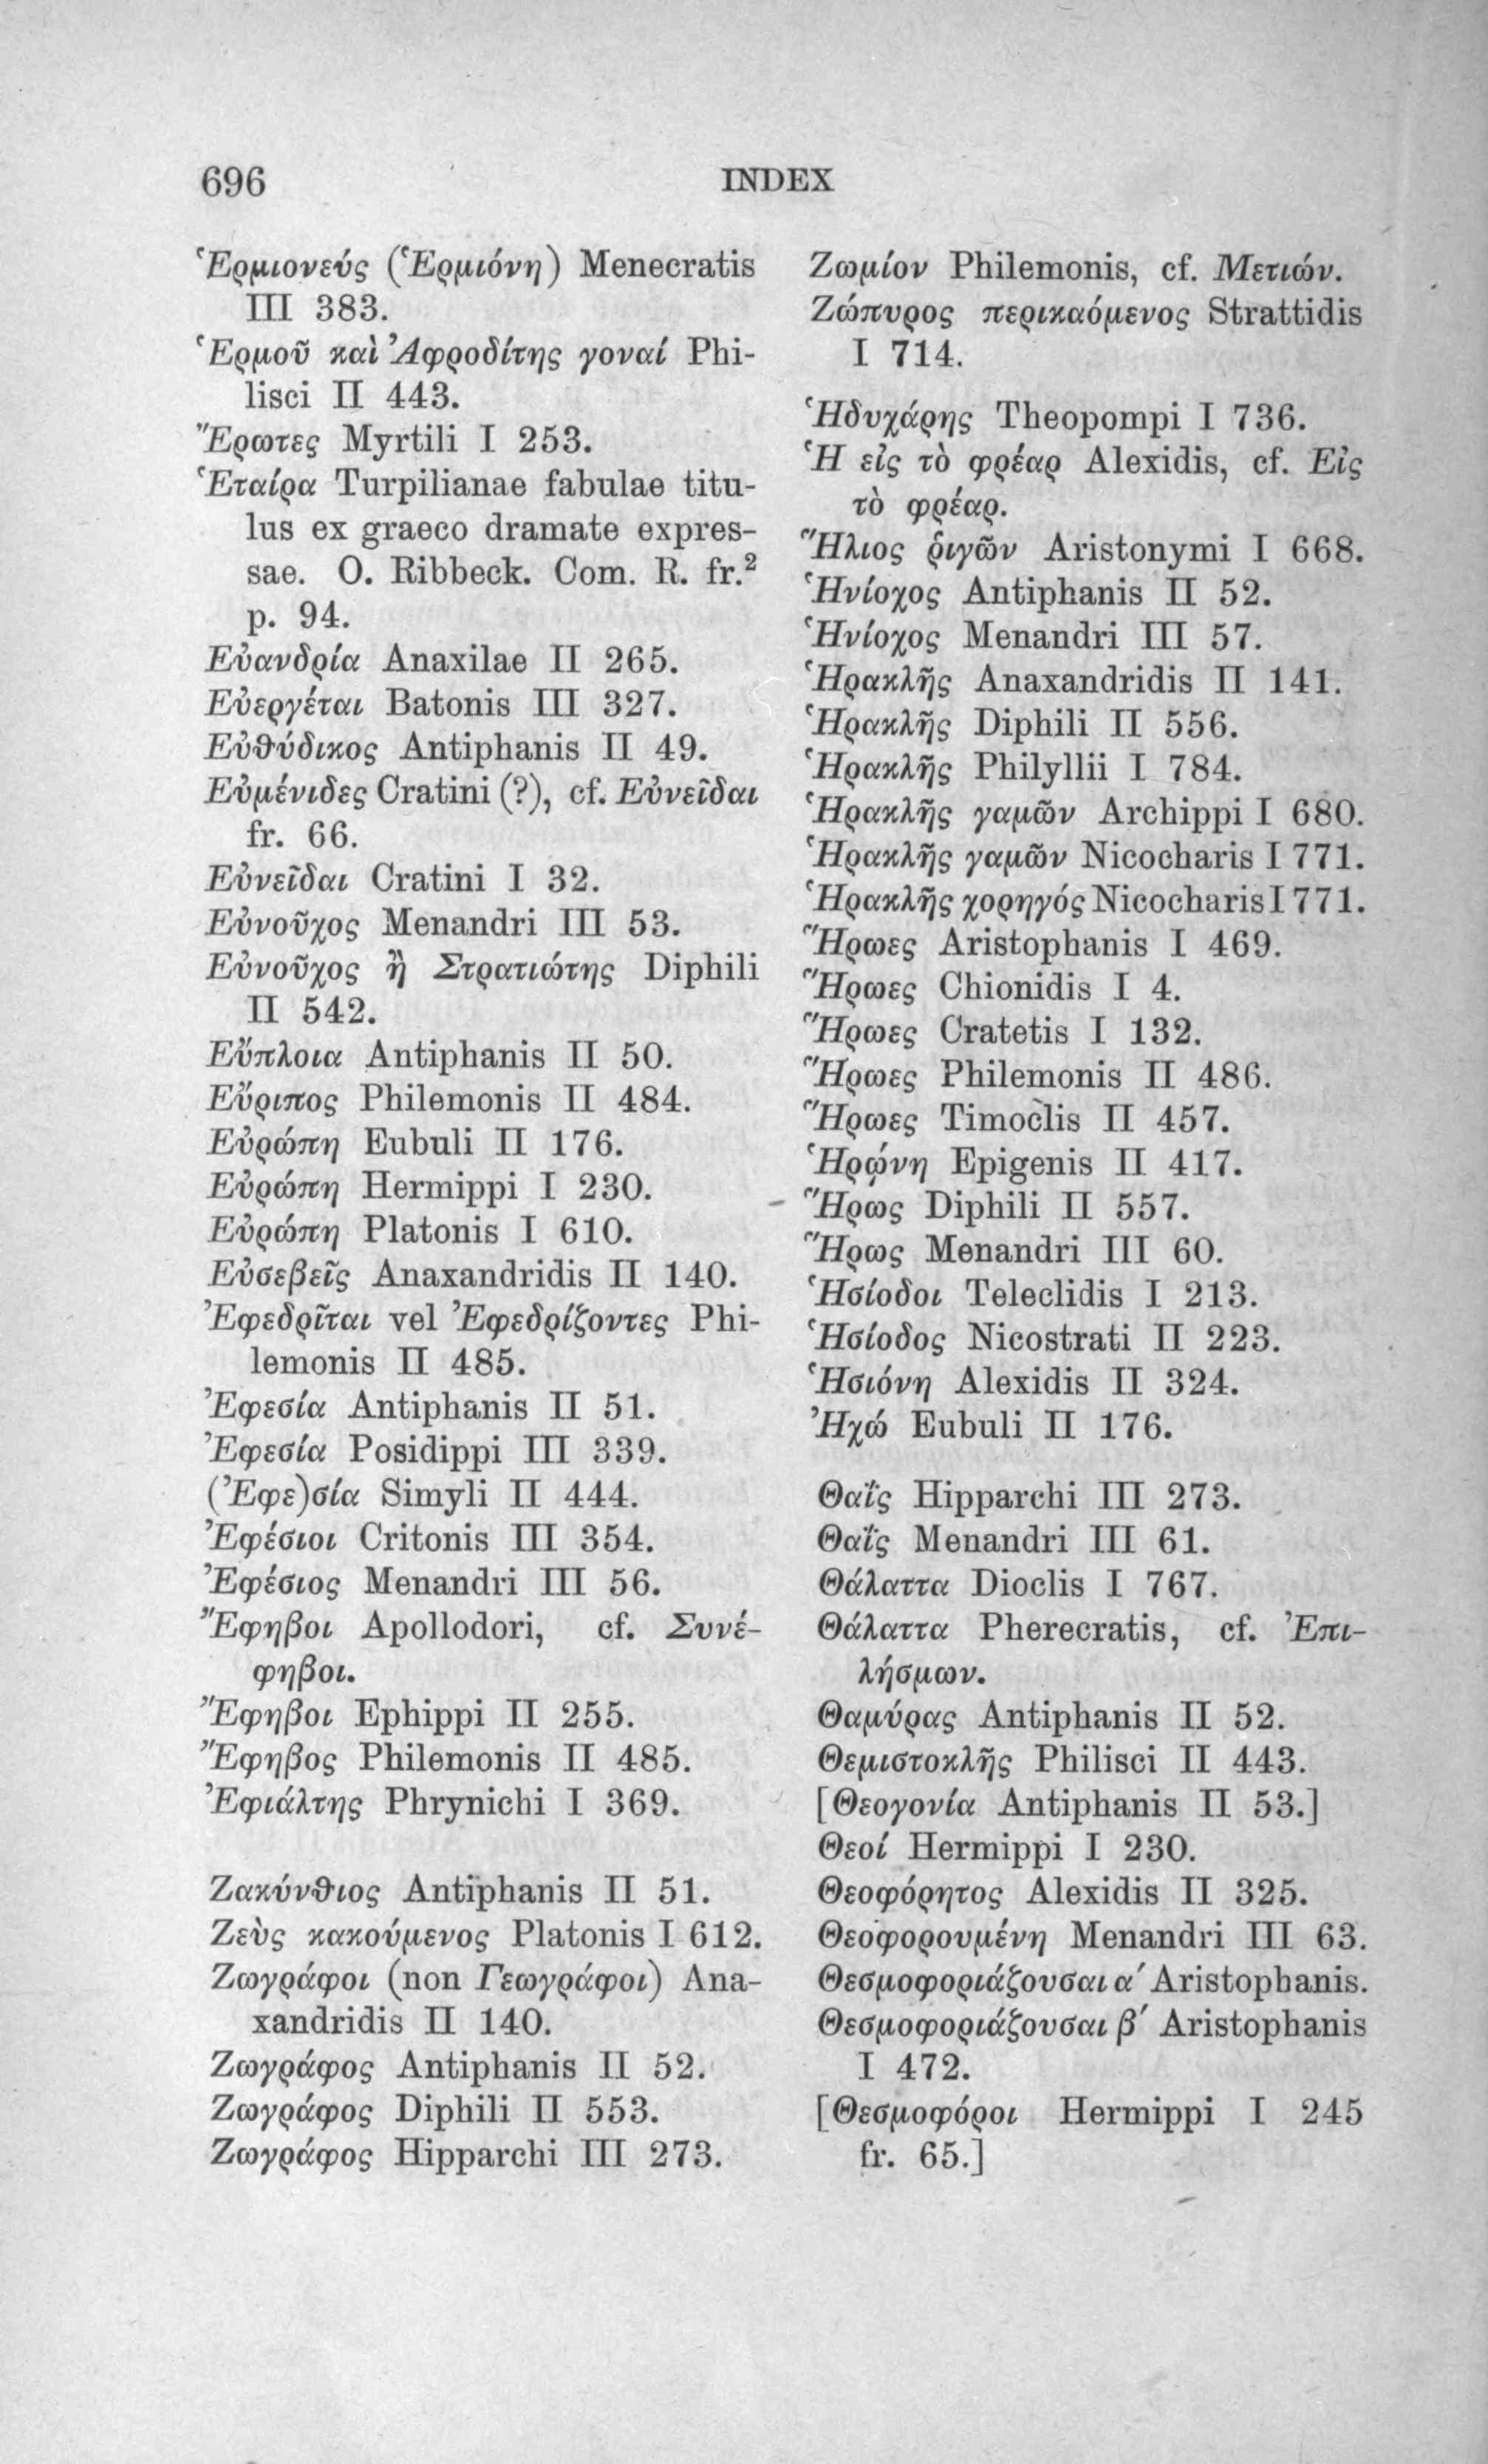 696
INDEX
Ἑρμιονεύς (Ἑρμιόνη) Menecratis
III 383.
Ἑρμοῦ καὶ Ἀφροδίτης γοναί Phi-
lisci II 443.
Ἔρωτες Myrtili I 253.
Ἑταίρα Turpilianae fabulae titu-
lus ex graeco dramate expres-
sae. O. Ribbeck. Com. R. fr.²
p. 94.
Εὐανδρία Anaxilae II 265.
Εὐεργέται Batonis III 327.
Εὐθύδικος Antiphanis II 49.
Εὐμένιδες Cratini (?), cf. Εὐνεῖδαι
fr. 66.
Εὐνεῖδαι Cratini I 32.
Εὐνοῦχος Menandri III 53.
Εὐνοῦχος ἢ Στρατιώτης Diphili
II 542.
Εὔπλοια Antiphanis II 50.
Εὔριπος Philemonis II 484.
Εὐρώπη Eubuli II 176.
Εὐρώπη Hermippi I 230.
Εὐρώπη Platonis I 610.
Εὐσεβεῖς Anaxandridis II 140.
Ἐφεδρῖται vel Ἐφεδρίζοντες Phi-
lemonis II 485.
Ἐφεσία Antiphanis II 51.
Ἐφεσία Posidippi III 339.
(Ἐφε)σία Simyli II 444.
Ἐφέσιοι Critonis III 354.
Ἐφέσιος Menandri III 56.
Ἔφηβοι Apollodori, cf. Συνέ-
φηβοι.
Ἔφηβοι Ephippi II 255.
Ἔφηβος Philemonis II 485.
Ἐφιάλτης Phrynichi I 369.
Ζακύνθιος Antiphanis II 51.
Ζεὺς κακούμενος Platonis I 612.
Ζωγράφοι (non Γεωγράφοι) Ana-
xandridis II 140.
Ζωγράφος Antiphanis II 52.
Ζωγράφος Diphili II 553.
Ζωγράφος Hipparchi III 273.
Ζωμίον Philemonis, cf. Μετιών.
Ζώπυρος περικαόμενος Strattidis
I 714.
Ἡδυχάρης Theopompi I 736.
Ἡ εἰς τὸ φρέαρ Alexidis, cf. Εἰς
τὸ φρέαρ.
Ἥλιος ῥιγῶν Aristonymi I 668.
Ἡνίοχος Antiphanis II 52.
Ἡνίοχος Menandri III 57.
Ἡρακλῆς Anaxandridis II 141.
Ἡρακλῆς Diphili II 556.
Ἡρακλῆς Philyllii I 784.
Ἡρακλῆς γαμῶν Archippi I 680.
Ἡρακλῆς γαμῶν Nicocharis I 771.
Ἡρακλῆς χορηγός Nicocharis I 771.
Ἥρωες Aristophanis I 469.
Ἥρωες Chionidis I 4.
Ἥρωες Cratetis I 132.
Ἥρωες Philemonis II 486.
Ἥρωες Timoclis II 457.
Ἡρῴνη Epigenis II 417.
Ἥρως Diphili II 557.
Ἥρως Menandri III 60.
Ἡσίοδοι Teleclidis I 213.
Ἡσίοδος Nicostrati II 223.
Ἡσιόνη Alexidis II 324.
Ἠχώ Eubuli II 176.
Θαΐς Hipparchi III 273.
Θαΐς Menandri III 61.
Θάλαττα Dioclis I 767.
Θάλαττα Pherecratis, cf. Ἐπι-
λήσμων.
Θαμύρας Antiphanis II 52.
Θεμιστοκλῆς Philisci II 443.
[Θεογονία Antiphanis II 53.]
Θεοί Hermippi I 230.
Θεοφόρητος Alexidis II 325.
Θεοφορουμένη Menandri III 63.
Θεσμοφοριάζουσαι α′ Aristophanis.
Θεσμοφοριάζουσαι β′ Aristophanis
I 472.
[Θεσμοφόροι Hermippi I 245
fr. 65.]